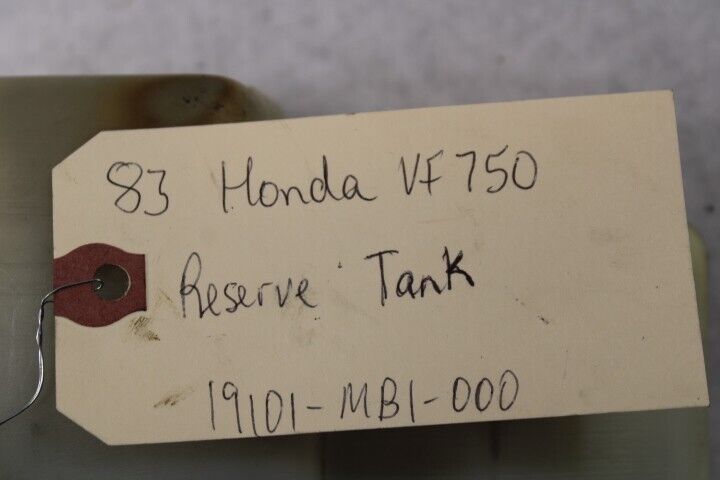 83 Honda VF750
Reserve Tank
19101-MB1-000